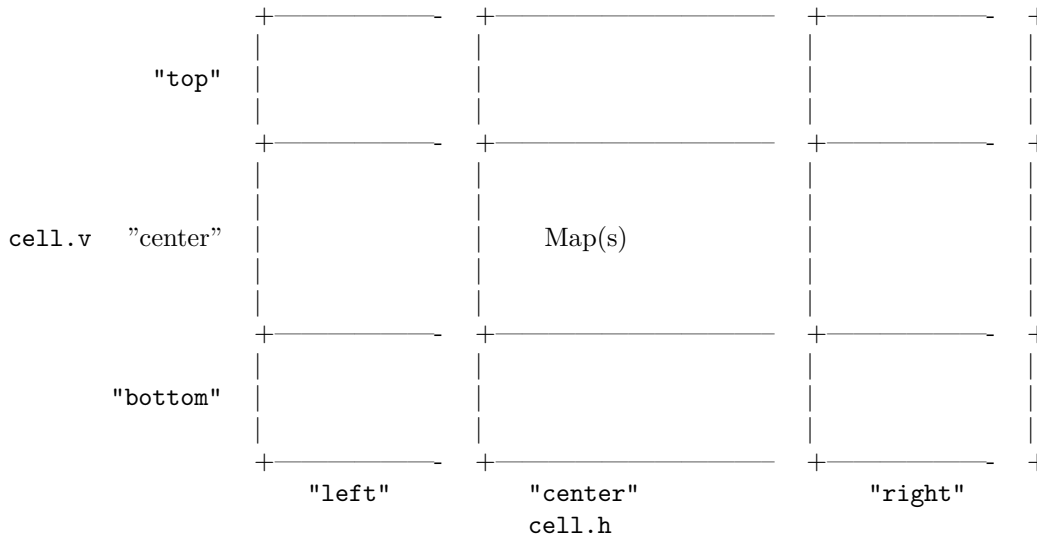 "top"
cell.v ”center” Map(s)
"bottom"
"left" "center" "right"
cell.h